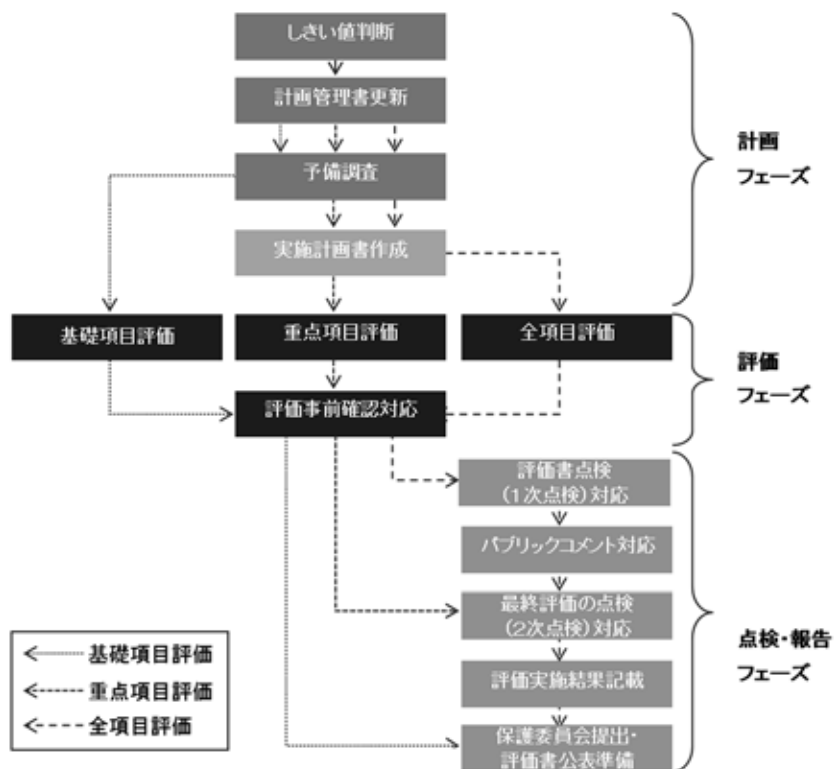 しきい値判断
計画管理書更新
予備調査
実施計画書作成
計画
フェーズ
基礎項目評価
重点項目評価
全項目評価
評価事前確認対応
評価
フェーズ
評価書点検
(1次点検)対応
パブリックコメント対応
最終評価の点検
(2次点検)対応
評価実施結果記載
保護委員会提出・
評価書公表準備
点検・報告
フェーズ
基礎項目評価
重点項目評価
全項目評価